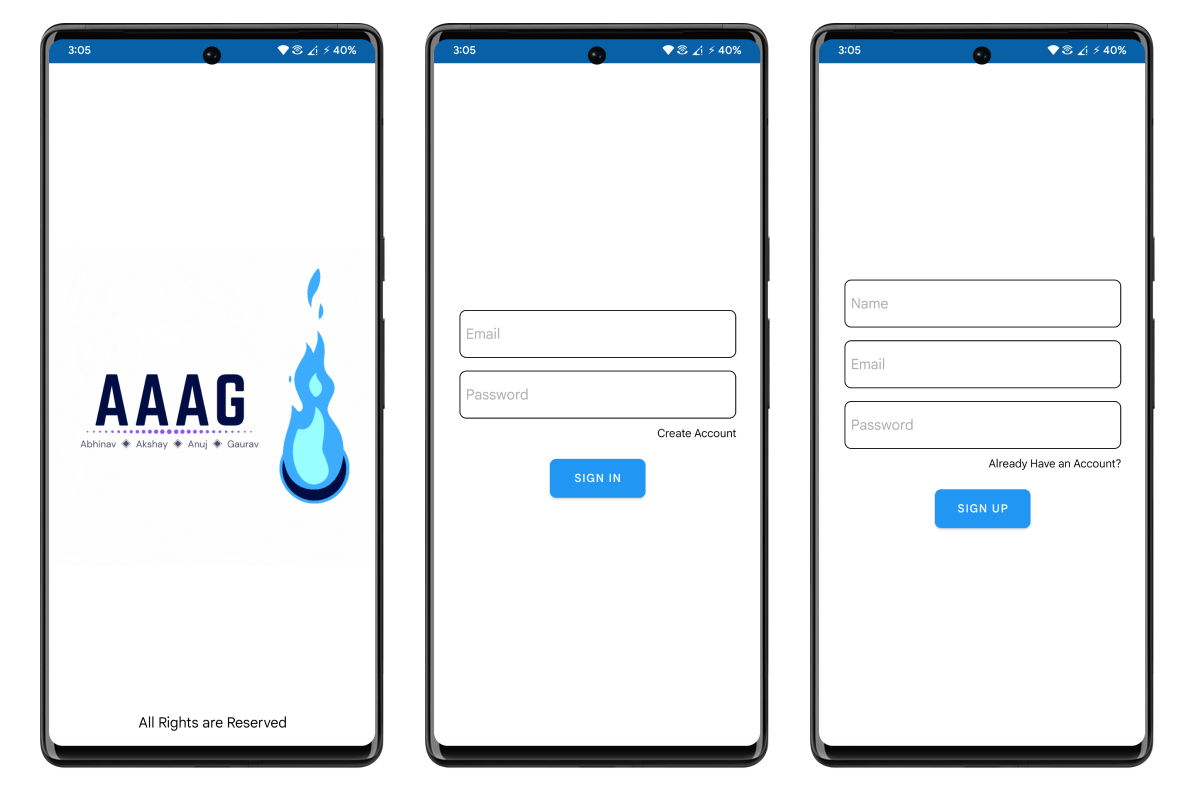 3:05
40%
AAAG
Abhinav ◈ Akshay ◈ Anuj ◈ Gaurav
All Rights are Reserved
3:05
40%
Email
Password
Create Account
SIGN IN
3:05
40%
Name
Email
Password
Already Have an Account?
SIGN UP